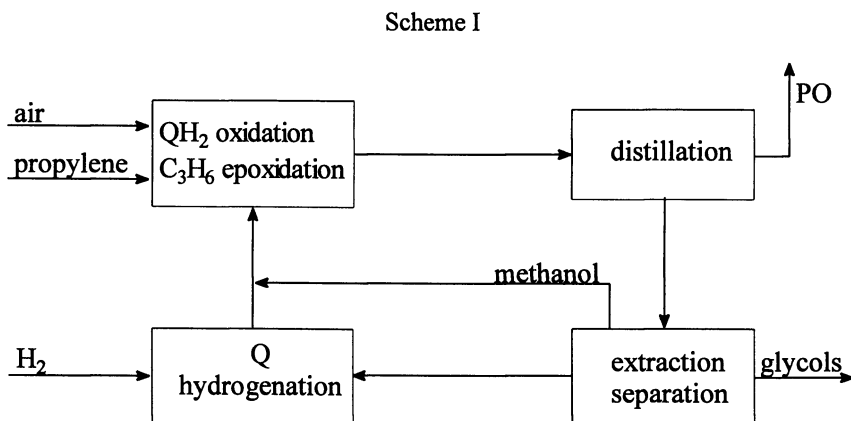 Scheme I
air
propylene
QH₂ oxidation
C₃H₆ epoxidation
distillation
PO
methanol
H₂
Q
hydrogenation
extraction
separation
glycols